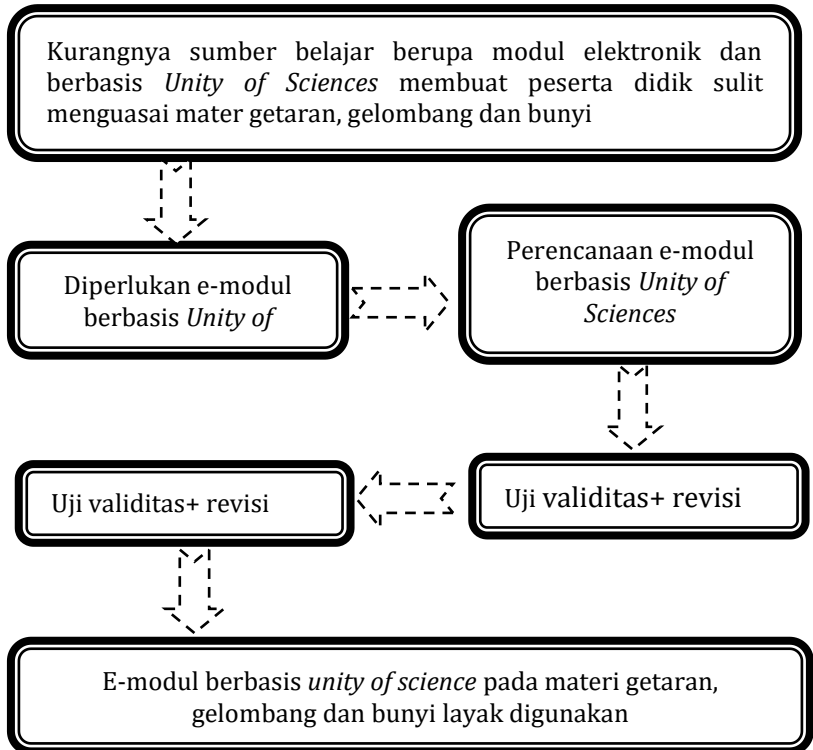 Kurangnya sumber belajar berupa modul elektronik dan
berbasis Unity of Sciences membuat peserta didik sulit
menguasai mater getaran, gelombang dan bunyi
Diperlukan e-modul
berbasis Unity of
Perencanaan e-modul
berbasis Unity of
Sciences
Uji validitas+ revisi
Uji validitas+ revisi
E-modul berbasis unity of science pada materi getaran,
gelombang dan bunyi layak digunakan